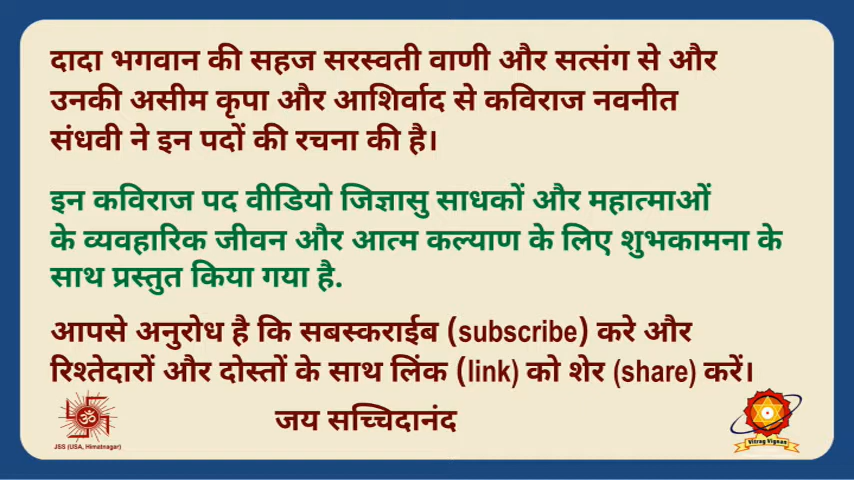 दादा भगवान की सहज सरस्वती वाणी और सत्संग से और
उनकी असीम कृपा और आशिर्वाद से कविराज नवनीत
संधवी ने इन पदों की रचना की है।
इन कविराज पद वीडियो जिज्ञासु साधकों और महात्माओं
के व्यवहारिक जीवन और आत्म कल्याण के लिए शुभकामना के
साथ प्रस्तुत किया गया है.
आपसे अनुरोध है कि सबस्कराईब (subscribe) करे और
रिश्तेदारों और दोस्तों के साथ लिंक (link) को शेर (share) करें।
जय सच्चिदानंद
ॐ
JSS (USA, Himatnagar)
Vitrag Vignan